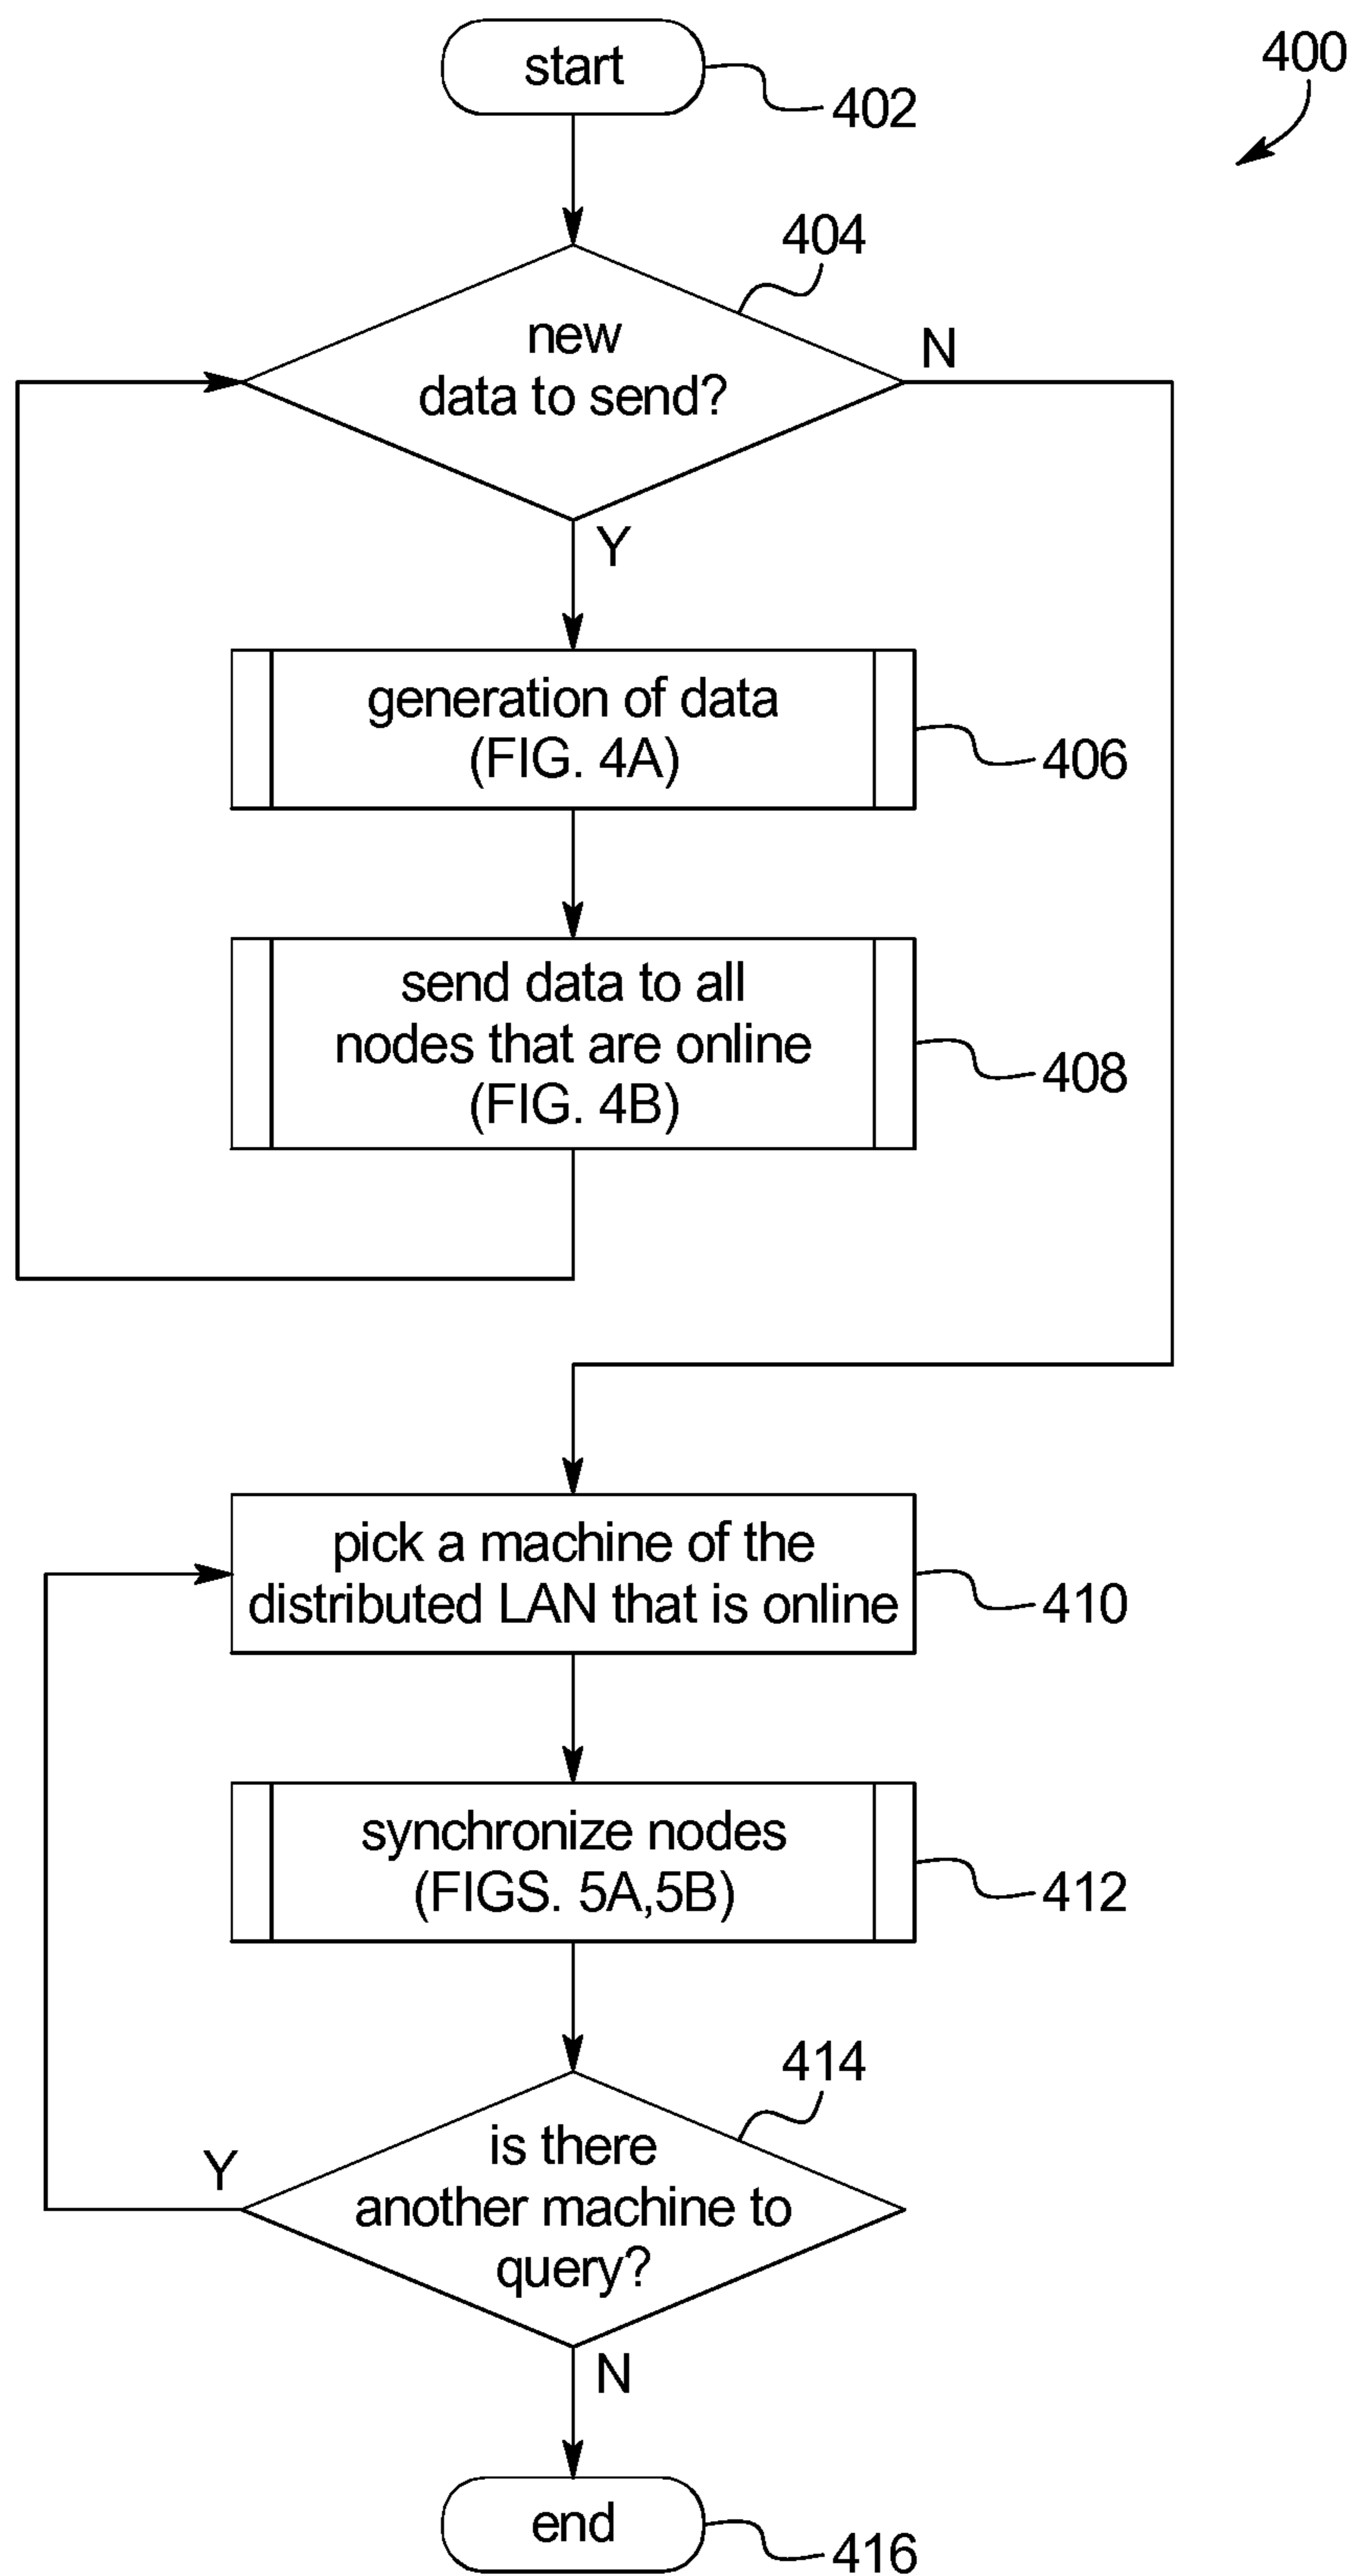 start
402
400
404
new
data to send?
N
Y
generation of data
(FIG. 4A)
406
send data to all
nodes that are online
(FIG. 4B)
408
pick a machine of the
distributed LAN that is online
410
synchronize nodes
(FIGS. 5A,5B)
412
414
is there
another machine to
query?
Y
N
end
416